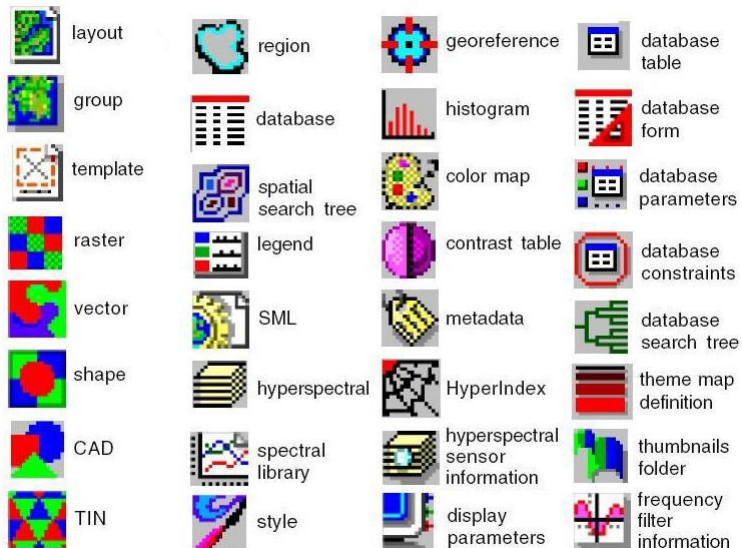 layout
group
template
raster
vector
shape
CAD
TIN
region
database
spatial
search tree
legend
SML
hyperspectral
spectral
library
style
georeference
histogram
color map
contrast table
metadata
HyperIndex
hyperspectral
sensor
information
display
parameters
database
table
database
form
database
parameters
database
constraints
database
search tree
theme map
definition
thumbnails
folder
frequency
filter
information